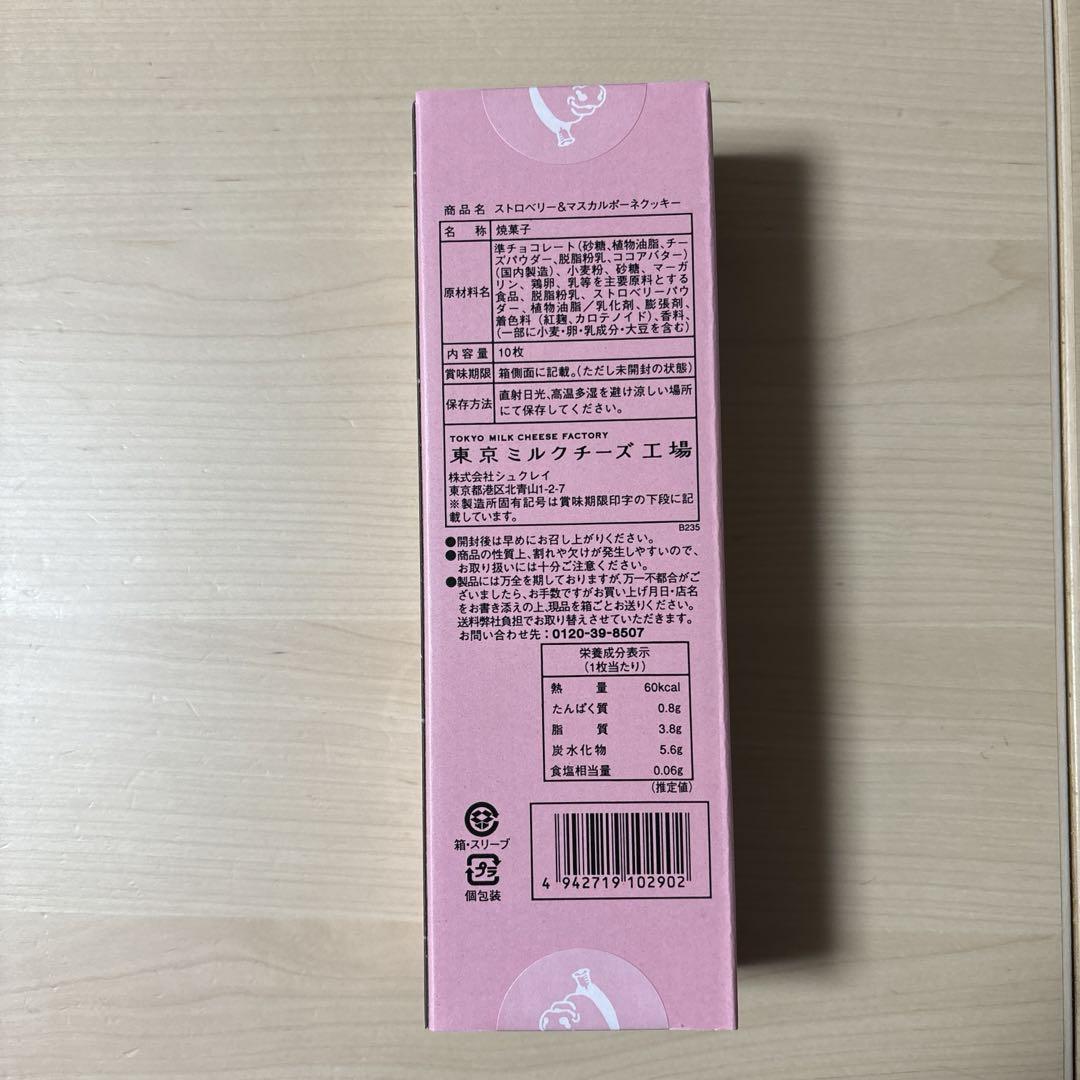 商品名 ストロベリー&マスカルポーネクッキー
名称 焼菓子
原材料名 準チョコレート(砂糖、植物油脂、チー
ズパウダー、脱脂粉乳、ココアバター)
(国内製造)、小麦粉、砂糖、マーガ
リン、鶏卵、乳等を主要原料とする
食品、脱脂粉乳、ストロベリーパウ
ダー、植物油脂/乳化剤、膨張剤、
着色料(紅麹、カロテノイド)、香料、
(一部に小麦・卵・乳成分・大豆を含む)
内容量 10枚
賞味期限 箱側面に記載。(ただし未開封の状態)
保存方法 直射日光、高温多湿を避け涼しい場所
にて保存してください。
TOKYO MILK CHEESE FACTORY
東京ミルクチーズ工場
株式会社シュクレイ
東京都港区北青山1-2-7
※製造所固有記号は賞味期限印字の下段に記
載しています。
B235
●開封後は早めにお召し上がりください。
●商品の性質上、割れや欠けが発生しやすいので、
お取り扱いには十分ご注意ください。
●製品には万全を期しておりますが、万一不都合がご
ざいましたら、お手数ですがお買い上げ月日・店名
をお書き添えの上、現品を箱ごとお送りください。
送料弊社負担でお取り替えさせていただきます。
お問い合わせ先:0120-39-8507
栄養成分表示
(1枚当たり)
熱量 60kcal
たんぱく質 0.8g
脂質 3.8g
炭水化物 5.6g
食塩相当量 0.06g
(推定値)
箱・スリーブ
プラ
個包装
4 942719 102902